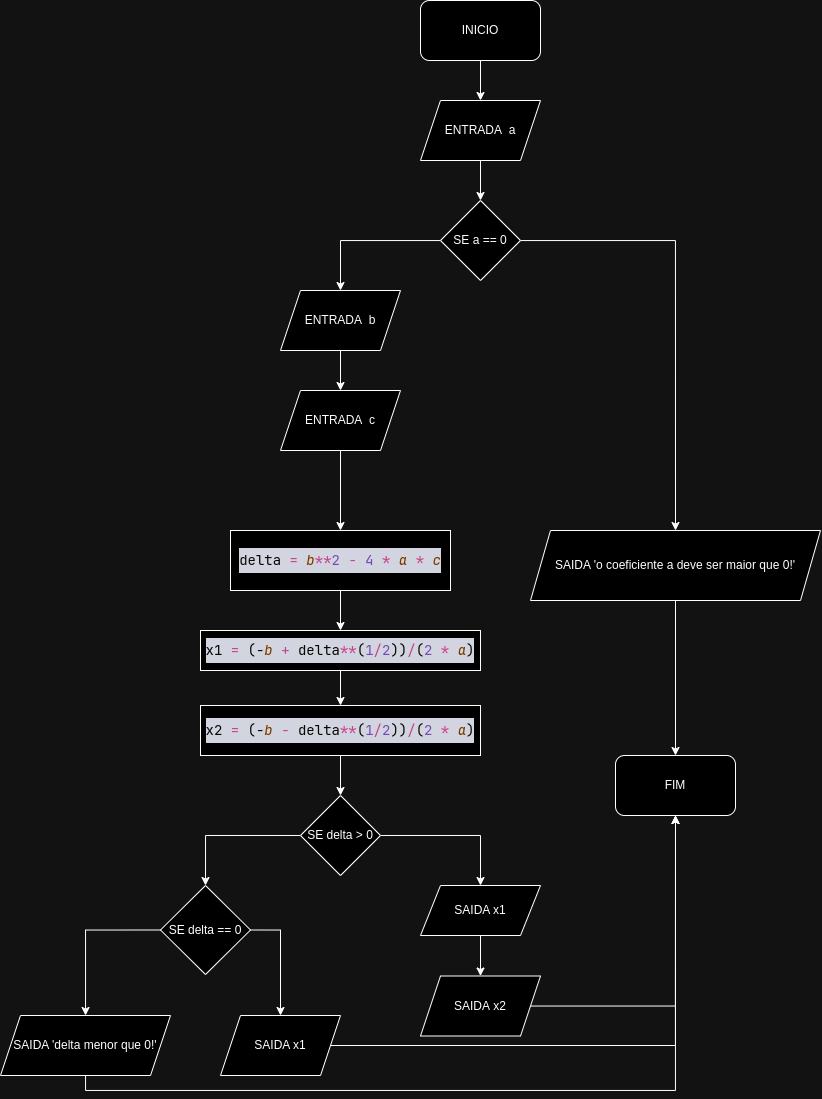 INICIO
ENTRADA  a
SE a == 0
ENTRADA  b
ENTRADA  c
delta = b**2 - 4 * a * c
SAIDA 'o coeficiente a deve ser maior que 0!'
x1 = (-b + delta**(1/2))/(2 * a)
x2 = (-b - delta**(1/2))/(2 * a)
FIM
SE delta > 0
SAIDA x1
SE delta == 0
SAIDA x2
SAIDA 'delta menor que 0!'
SAIDA x1